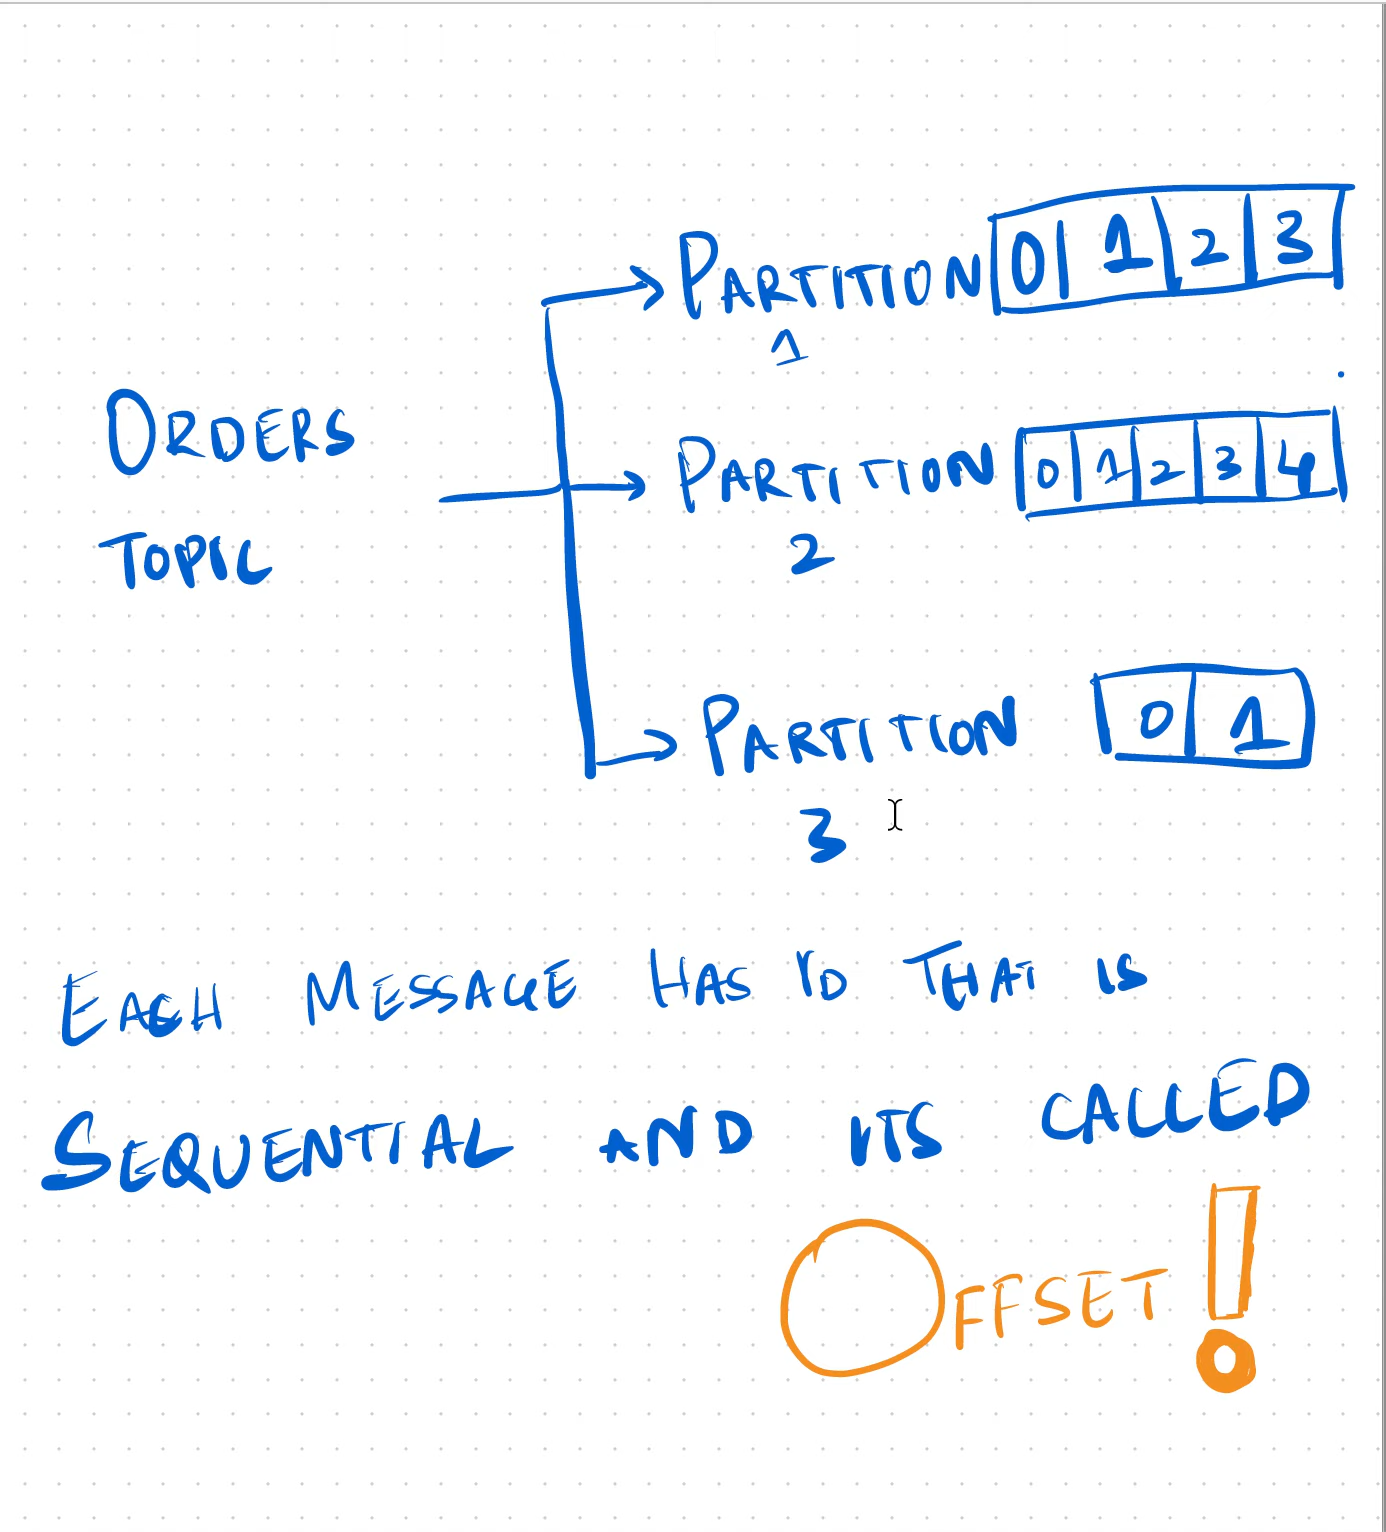 PARTITION 0 1 2 3
1
ORDERS
TOPIC
PARTITION 0 1 2 3 4
2
PARTITION 0 1
3
EACH MESSAGE HAS ID THAT IS
SEQUENTIAL AND ITS CALLED
OFFSET!